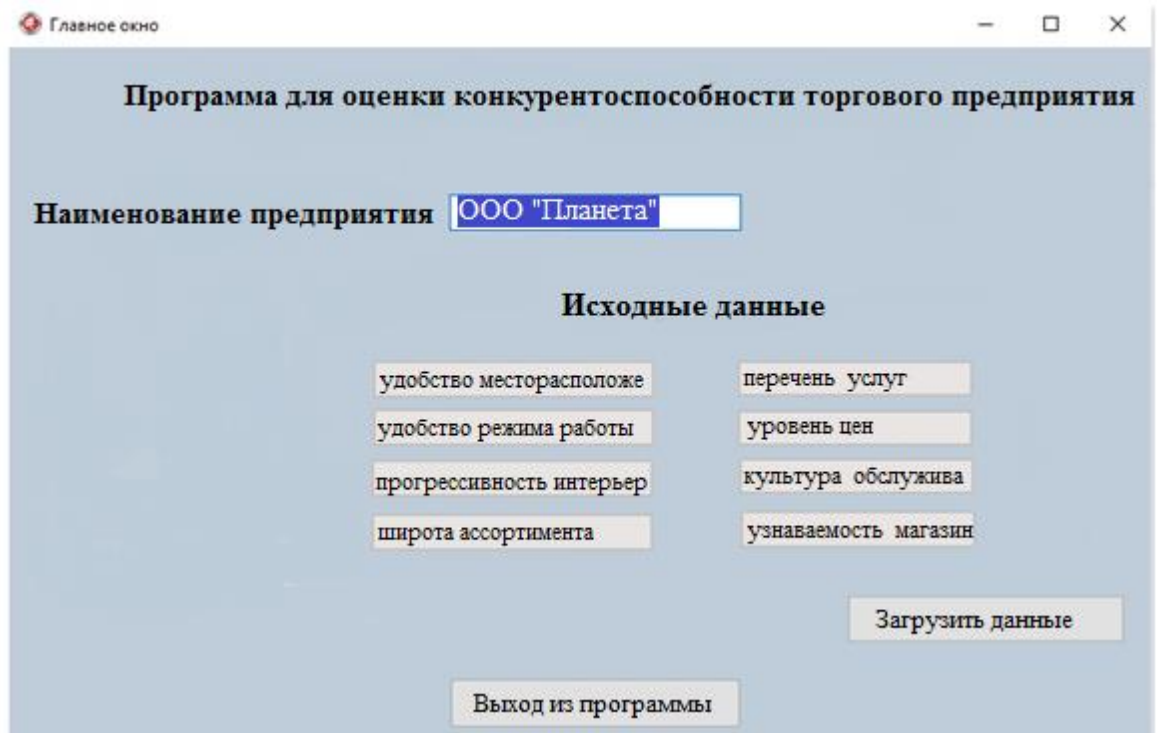 Главное окно
Программа для оценки конкурентоспособности торгового предприятия
Наименование предприятия ООО "Планета"
Исходные данные
удобство месторасположе перечень услуг
удобство режима работы уровень цен
прогрессивность интерьер культура обслужива
широта ассортимента узнаваемость магазин
Загрузить данные
Выход из программы